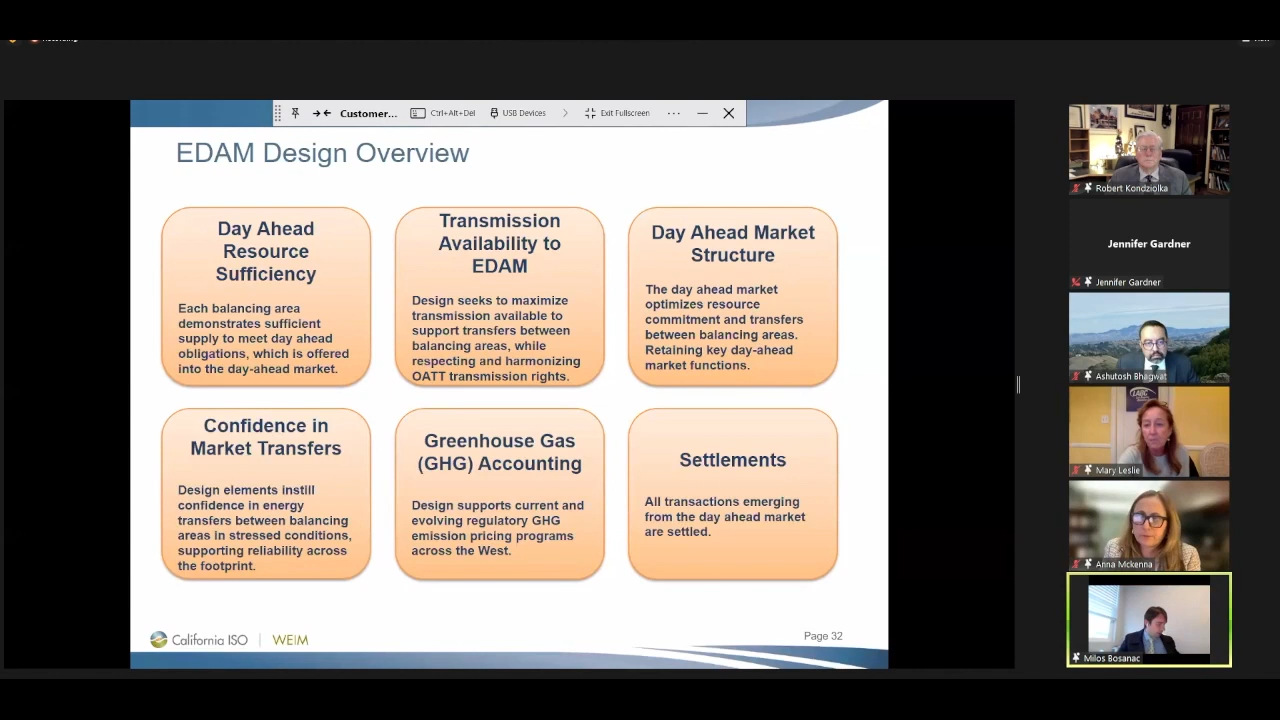 Customer...
Ctrl+Alt+Del
USB Devices
Exit Fullscreen
EDAM Design Overview
Day Ahead
Resource
Sufficiency
Each balancing area
demonstrates sufficient
supply to meet day ahead
obligations, which is offered
into the day-ahead market.
Transmission
Availability to
EDAM
Design seeks to maximize
transmission available to
support transfers between
balancing areas, while
respecting and harmonizing
OATT transmission rights.
Day Ahead Market
Structure
The day ahead market
optimizes resource
commitment and transfers
between balancing areas.
Retaining key day-ahead
market functions.
Confidence in
Market Transfers
Design elements instill
confidence in energy
transfers between balancing
areas in stressed conditions,
supporting reliability across
the footprint.
Greenhouse Gas
(GHG) Accounting
Design supports current and
evolving regulatory GHG
emission pricing programs
across the West.
Settlements
All transactions emerging
from the day ahead market
are settled.
California ISO | WEIM
Page 32
Robert Kondziolka
Jennifer Gardner
Jennifer Gardner
Ashutosh Bhagwat
Mary Leslie
Anna Mckenna
Milos Bosanac